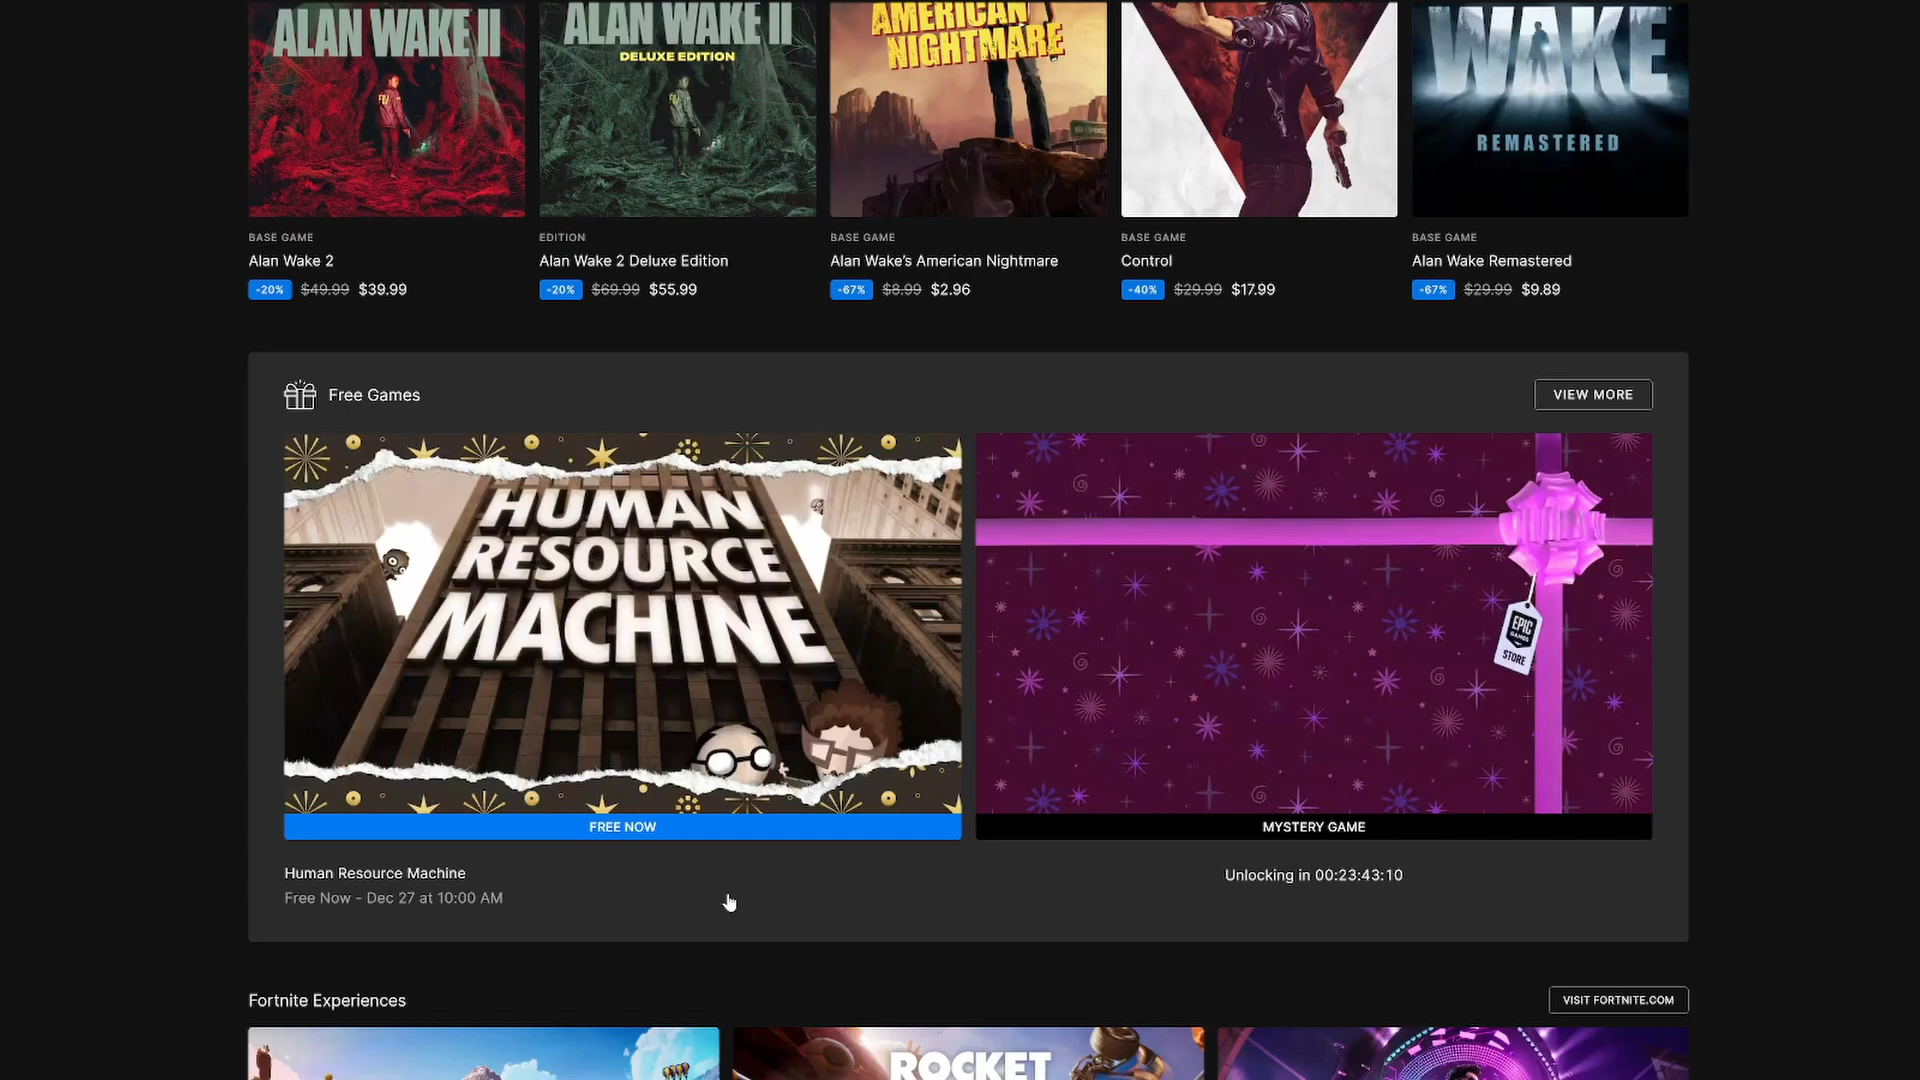 ALAN WAKE II
ALAN WAKE II
DELUXE EDITION
AMERICAN
NIGHTMARE
WAKE
REMASTERED
FBI
BASE GAME
Alan Wake 2
-20% $49.99 $39.99
EDITION
Alan Wake 2 Deluxe Edition
-20% $69.99 $55.99
BASE GAME
Alan Wake’s American Nightmare
-67% $8.99 $2.96
BASE GAME
Control
-40% $29.99 $17.99
BASE GAME
Alan Wake Remastered
-67% $29.99 $9.89
Free Games
VIEW MORE
HUMAN
RESOURCE
MACHINE
EPIC
GAMES
STORE
FREE NOW
MYSTERY GAME
Human Resource Machine
Free Now - Dec 27 at 10:00 AM
Unlocking in 00:23:43:10
Fortnite Experiences
VISIT FORTNITE.COM
ROCKET